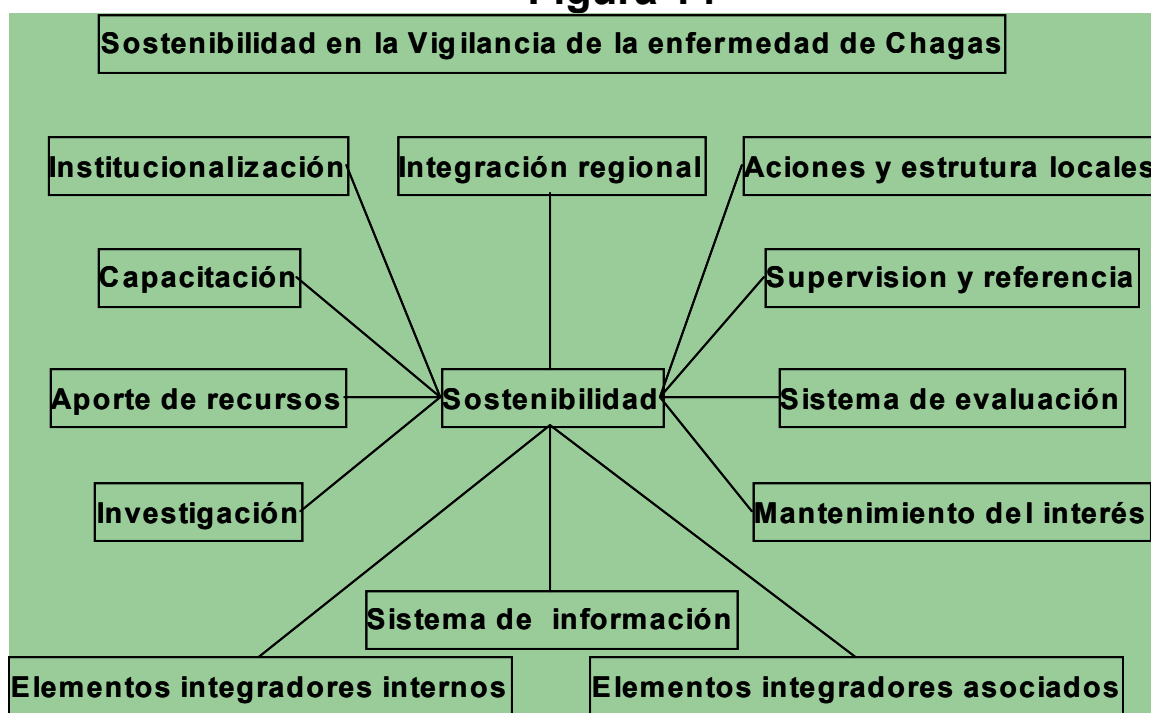 Sostenibilidad en la Vigilancia de la enfermedad de Chagas
Institucionalización
Integración regional
Aciones y estrutura locales
Capacitación
Supervision y referencia
Aporte de recursos
Sostenibilidad
Sistema de evaluación
Investigación
Mantenimiento del interés
Sistema de información
Elementos integradores internos
Elementos integradores asociados